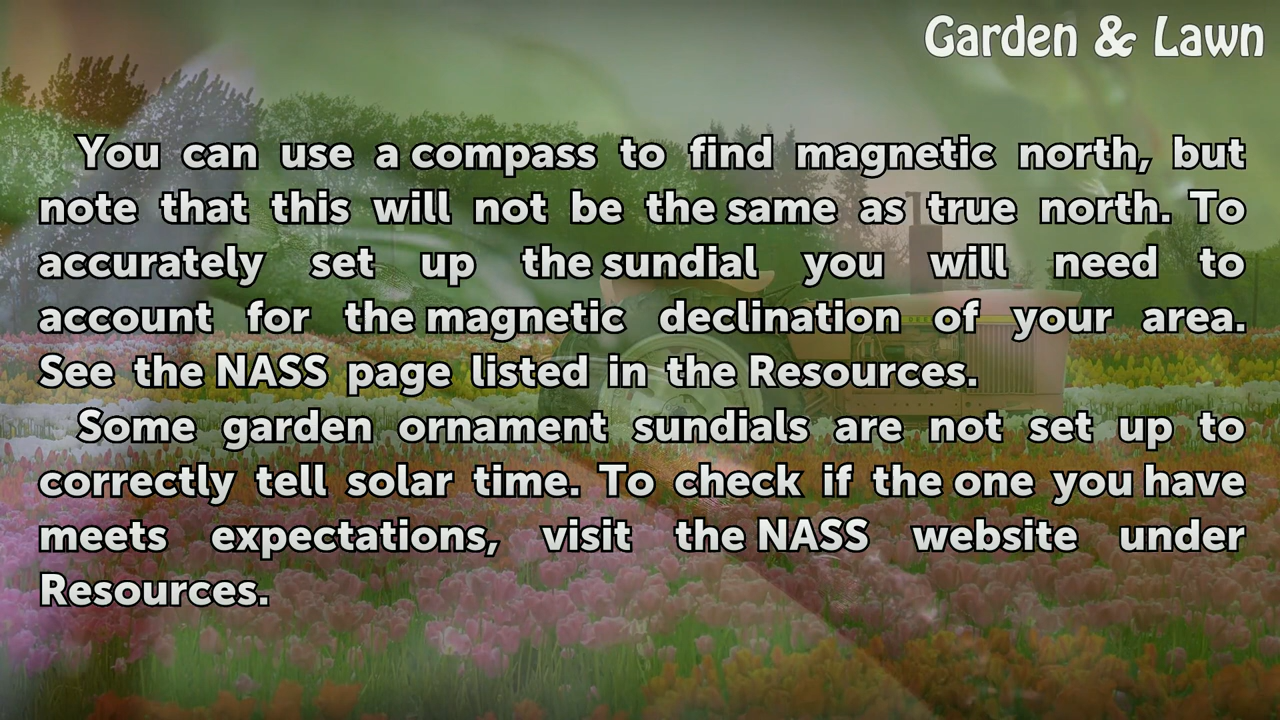 Garden & Lawn
You can use a compass to find magnetic north, but
note that this will not be the same as true north. To
accurately set up the sundial you will need to
account for the magnetic declination of your area.
See the NASS page listed in the Resources.
Some garden ornament sundials are not set up to
correctly tell solar time. To check if the one you have
meets expectations, visit the NASS website under
Resources.